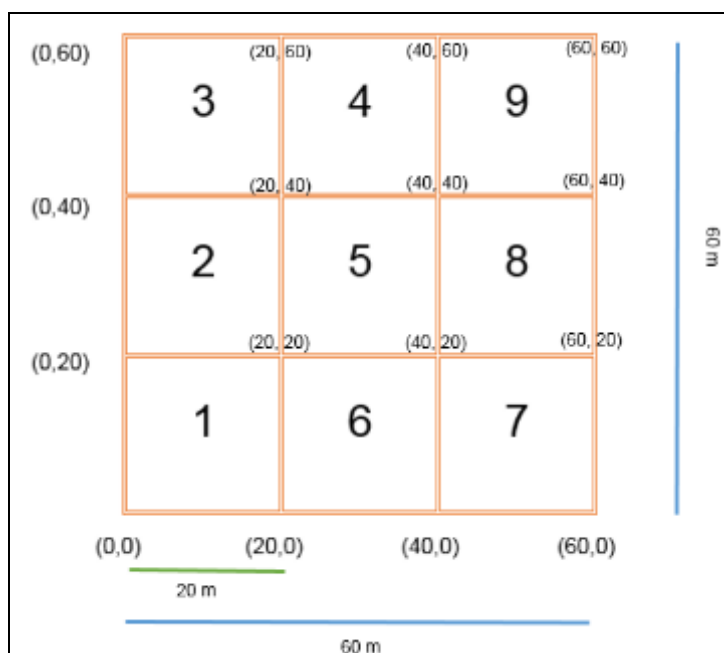 (0,60) (20, 60) (40, 60) (60, 60)
3 4 9
(20, 40) (40, 40) (60, 40)
(0,40)
2 5 8
60 m
(20, 20) (40, 20) (60, 20)
(0,20)
1 6 7
(0,0) (20,0) (40,0) (60,0)
20 m
60 m